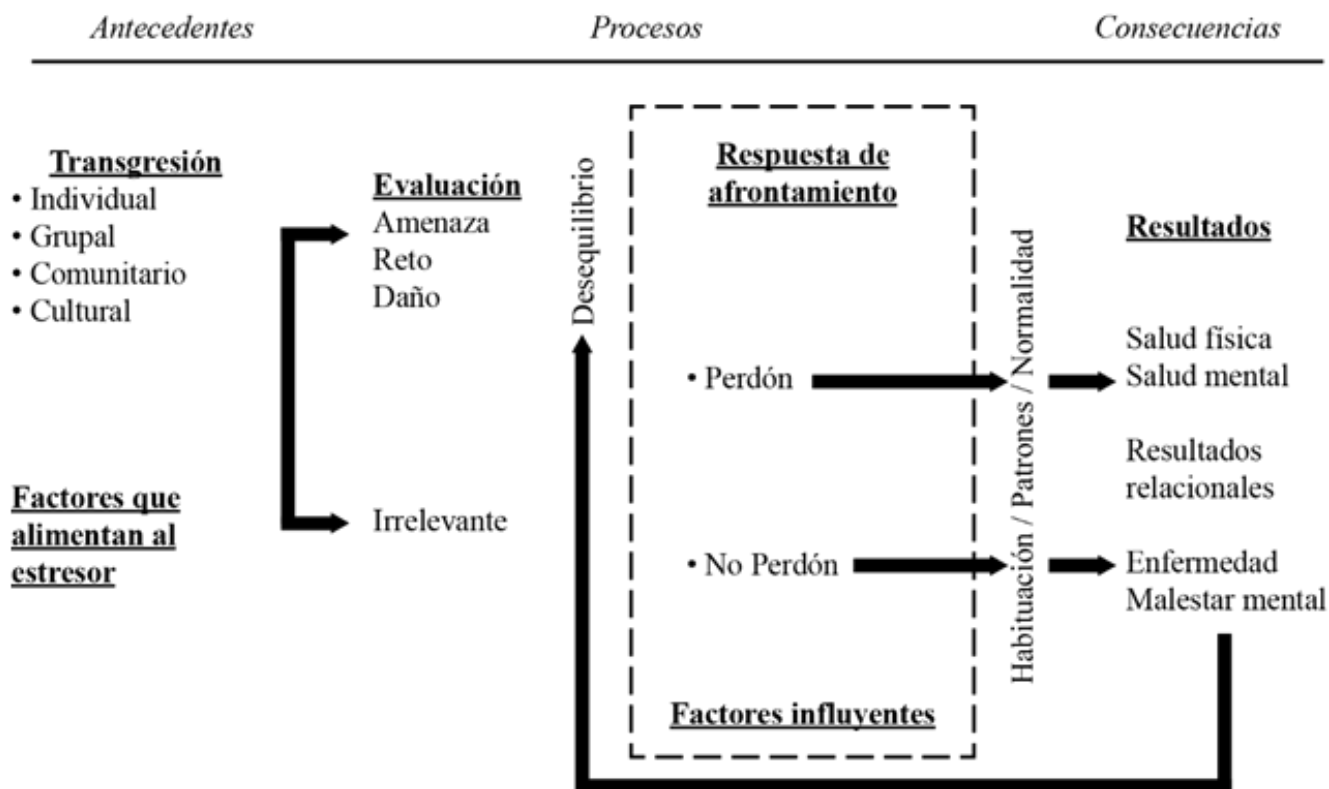 Antecedentes
Procesos
Consecuencias
Transgresión
• Individual
• Grupal
• Comunitario
• Cultural
Factores que
alimentan al
estresor
Evaluación
Amenaza
Reto
Daño
Irrelevante
Desequilibrio
Respuesta de
afrontamiento
• Perdón
• No Perdón
Factores influyentes
Habituación / Patrones / Normalidad
Resultados
Salud física
Salud mental
Resultados
relacionales
Enfermedad
Malestar mental